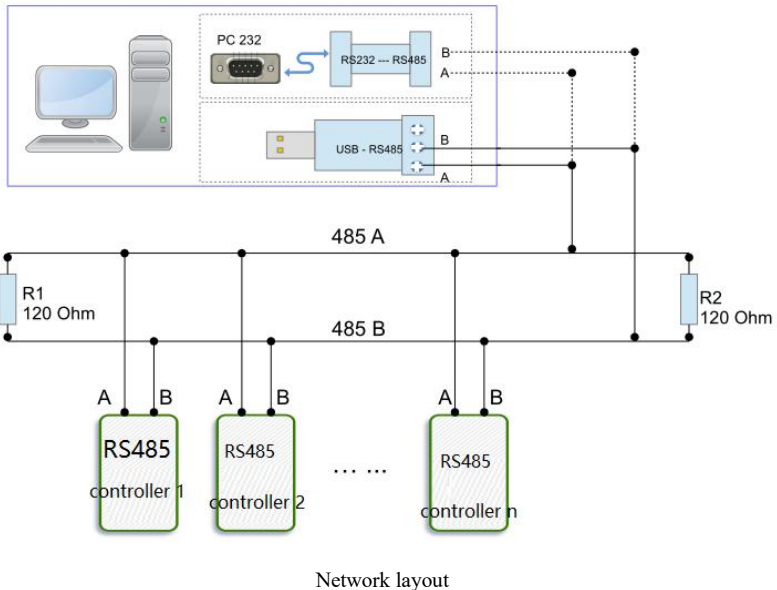 PC 232
RS232 --- RS485
B
A
USB - RS485
B
A
485 A
R1
120 Ohm
R2
120 Ohm
485 B
A B
A B
A B
RS485
controller 1
RS485
controller 2
... ...
RS485
controller n
Network layout